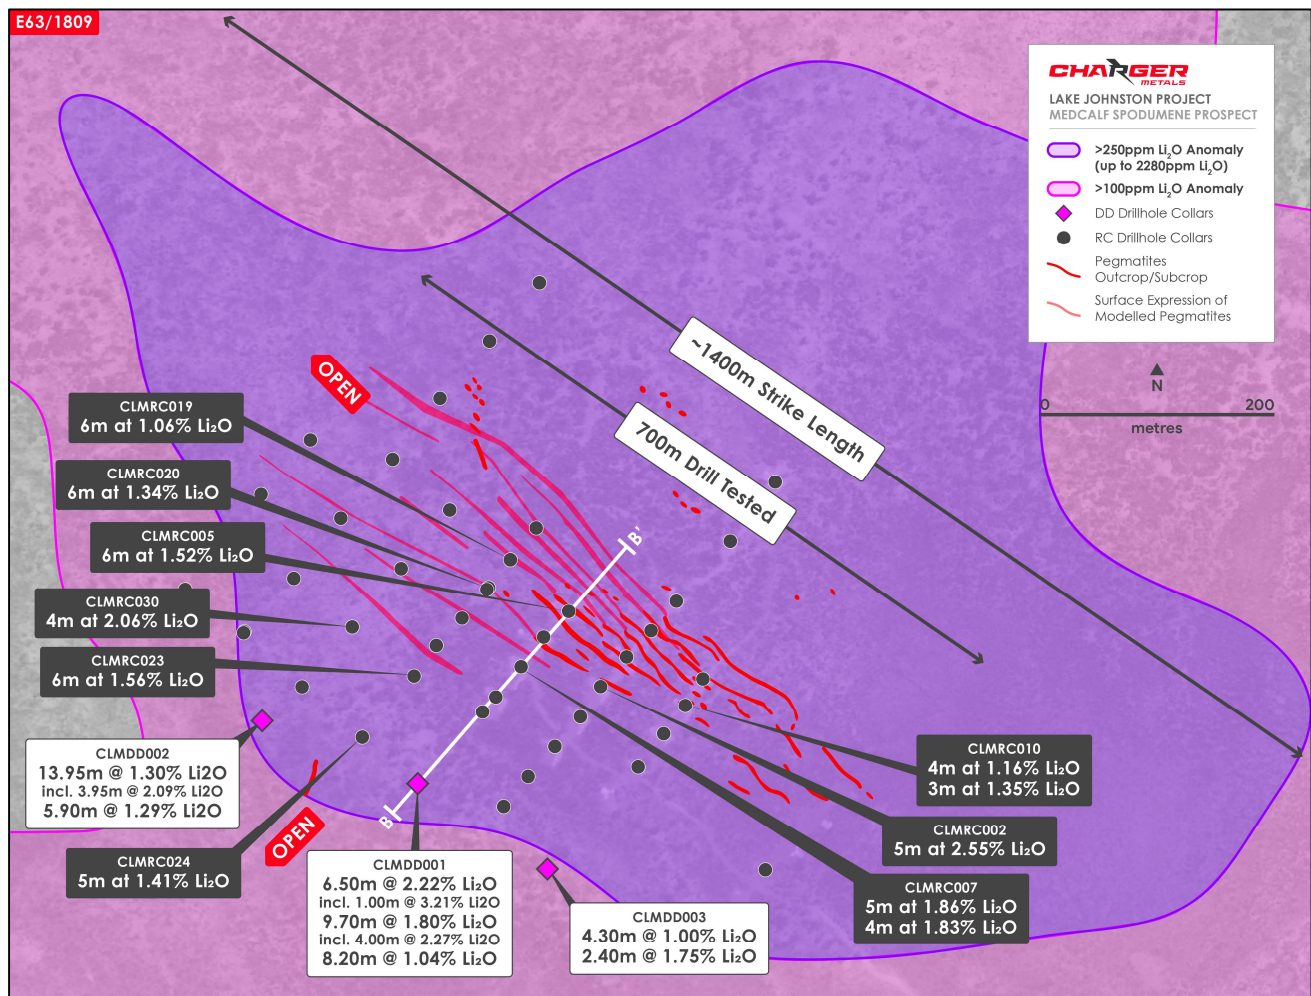 E63/1809
CHARGER
METALS
LAKE JOHNSTON PROJECT
MEDCALF SPODUMENE PROSPECT
>250ppm Li₂O Anomaly
(up to 2280ppm Li₂O)
>100ppm Li₂O Anomaly
DD Drillhole Collars
RC Drillhole Collars
Pegmatites
Outcrop/Subcrop
Surface Expression of
Modelled Pegmatites
N
0 200
metres
~1400m Strike Length
700m Drill Tested
OPEN
CLMRC019
6m at 1.06% Li₂O
CLMRC020
6m at 1.34% Li₂O
CLMRC005
6m at 1.52% Li₂O
CLMRC030
4m at 2.06% Li₂O
CLMRC023
6m at 1.56% Li₂O
B'
B
CLMDD002
13.95m @ 1.30% Li2O
incl. 3.95m @ 2.09% Li2O
5.90m @ 1.29% Li2O
OPEN
CLMRC024
5m at 1.41% Li₂O
CLMDD001
6.50m @ 2.22% Li₂O
incl. 1.00m @ 3.21% Li2O
9.70m @ 1.80% Li₂O
incl. 4.00m @ 2.27% Li2O
8.20m @ 1.04% Li₂O
CLMDD003
4.30m @ 1.00% Li₂O
2.40m @ 1.75% Li₂O
CLMRC010
4m at 1.16% Li₂O
3m at 1.35% Li₂O
CLMRC002
5m at 2.55% Li₂O
CLMRC007
5m at 1.86% Li₂O
4m at 1.83% Li₂O